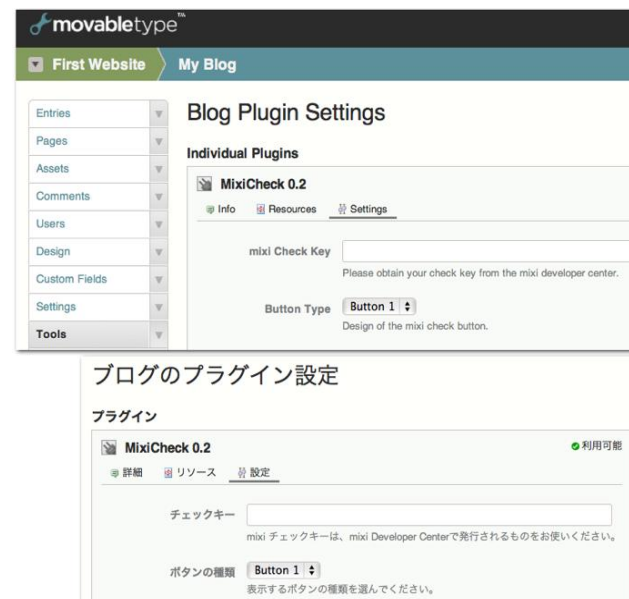 movabletype™
First Website My Blog
Entries
Pages
Assets
Comments
Users
Design
Custom Fields
Settings
Tools
Blog Plugin Settings
Individual Plugins
MixiCheck 0.2
Info Resources Settings
mixi Check Key
Please obtain your check key from the mixi developer center.
Button Type Button 1
Design of the mixi check button.
ブログのプラグイン設定
プラグイン
MixiCheck 0.2 利用可能
詳細 リソース 設定
チェックキー
mixi チェックキーは、mixi Developer Centerで発行されるものをお使いください。
ボタンの種類 Button 1
表示するボタンの種類を選んでください。